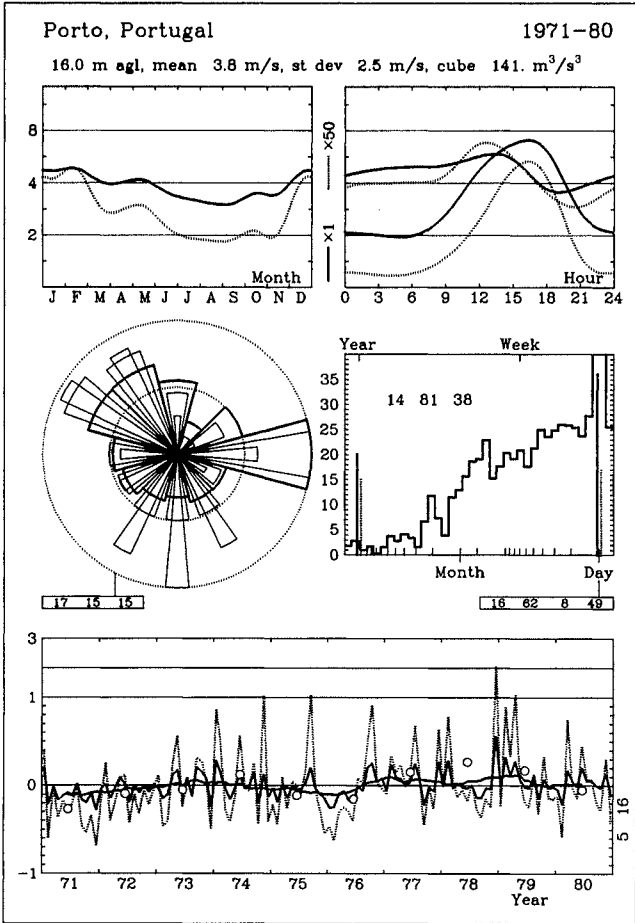 Porto, Portugal 1971-80
16.0 m agl, mean 3.8 m/s, st dev 2.5 m/s, cube 141. m³/s³
8
4
2
Month
J F M A M J J A S O N D
×1 ×50
Hour
0 3 6 9 12 15 18 21 24
Year Week
35
30
25
20
15
10
5
0
14 81 38
Month Day
17 15 15
16 62 8 49
3
1
0
-1
71 72 73 74 75 76 77 78 79 80
Year
5 16